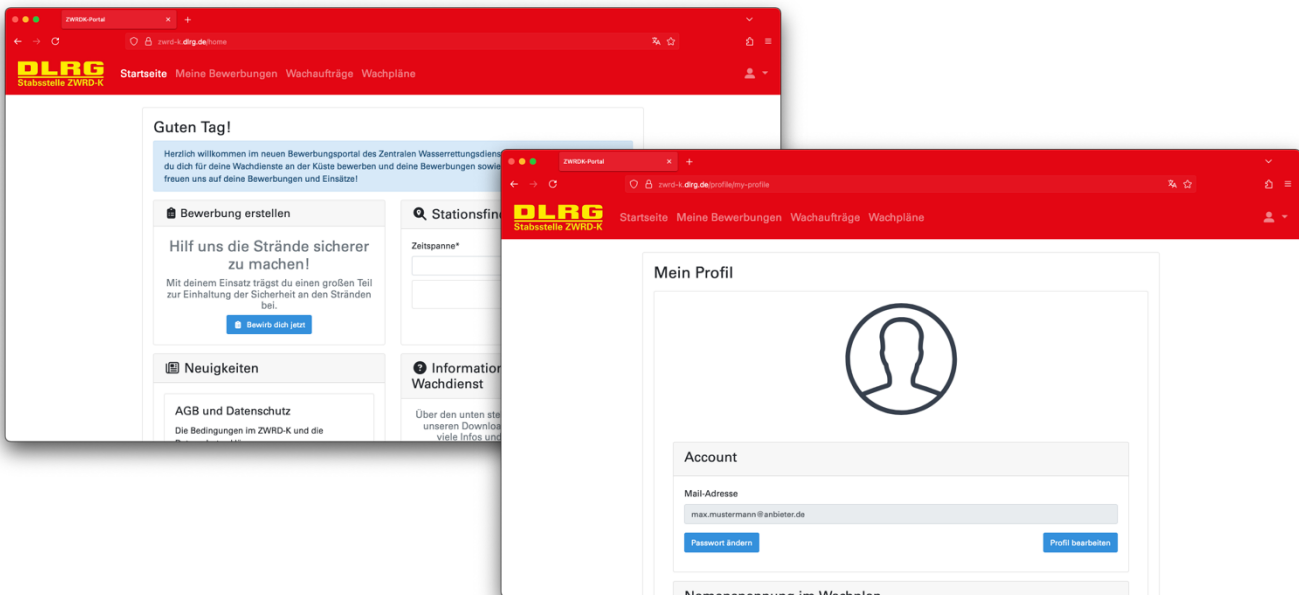 ZWRDK-Portal
zwrd-k.dlrg.de/home
DLRG
Stabsstelle ZWRD-K
Startseite Meine Bewerbungen Wachaufträge Wachpläne
Guten Tag!
Herzlich willkommen im neuen Bewerbungsportal des Zentralen Wasserrettungsdiens
du dich für deine Wachdienste an der Küste bewerben und deine Bewerbungen sowie
freuen uns auf deine Bewerbungen und Einsätze!
Bewerbung erstellen
Hilf uns die Strände sicherer
zu machen!
Mit deinem Einsatz trägst du einen großen Teil
zur Einhaltung der Sicherheit an den Stränden
bei.
Bewirb dich jetzt
Stationsfin
Zeitspanne*
Neuigkeiten
AGB und Datenschutz
Die Bedingungen im ZWRD-K und die
Information
Wachdienst
Über den unten ste
unseren Downloa
viele Infos und
ZWRDK-Portal
zwrd-k.dlrg.de/profile/my-profile
DLRG
Stabsstelle ZWRD-K
Startseite Meine Bewerbungen Wachaufträge Wachpläne
Mein Profil
Account
Mail-Adresse
max.mustermann@anbieter.de
Passwort ändern
Profil bearbeiten
Namensnennung im Wachplan